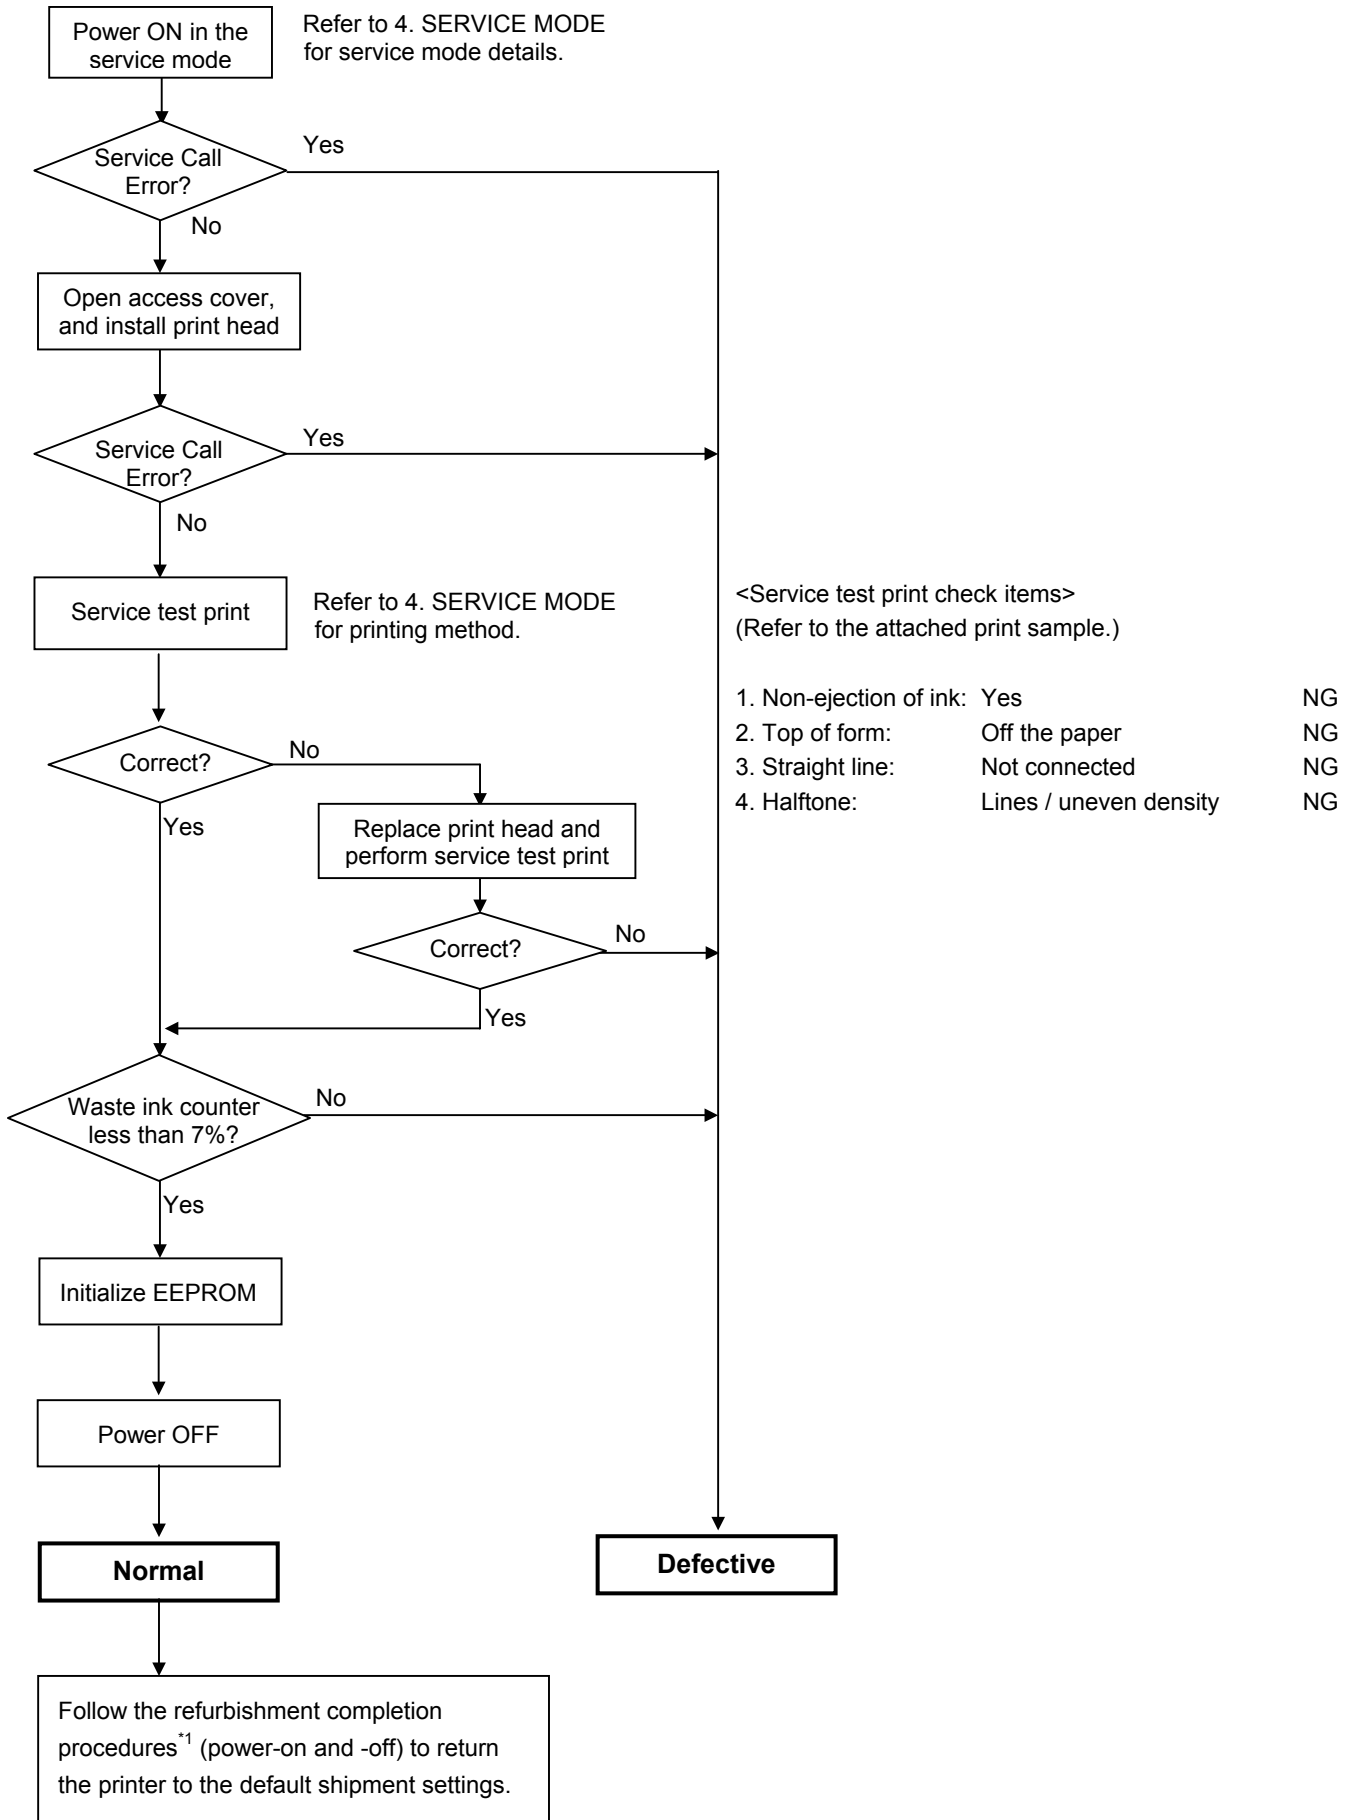 Power ON in the
service mode
Refer to 4. SERVICE MODE
for service mode details.
Service Call
Error?
Yes
No
Open access cover,
and install print head
Service Call
Error?
Yes
No
Service test print
Refer to 4. SERVICE MODE
for printing method.
<Service test print check items>
(Refer to the attached print sample.)
1. Non-ejection of ink: Yes NG
2. Top of form: Off the paper NG
3. Straight line: Not connected NG
4. Halftone: Lines / uneven density NG
Correct?
No
Yes
Replace print head and
perform service test print
Correct?
No
Yes
Waste ink counter
less than 7%?
No
Yes
Initialize EEPROM
Power OFF
Normal
Defective
Follow the refurbishment completion
procedures*1 (power-on and -off) to return
the printer to the default shipment settings.